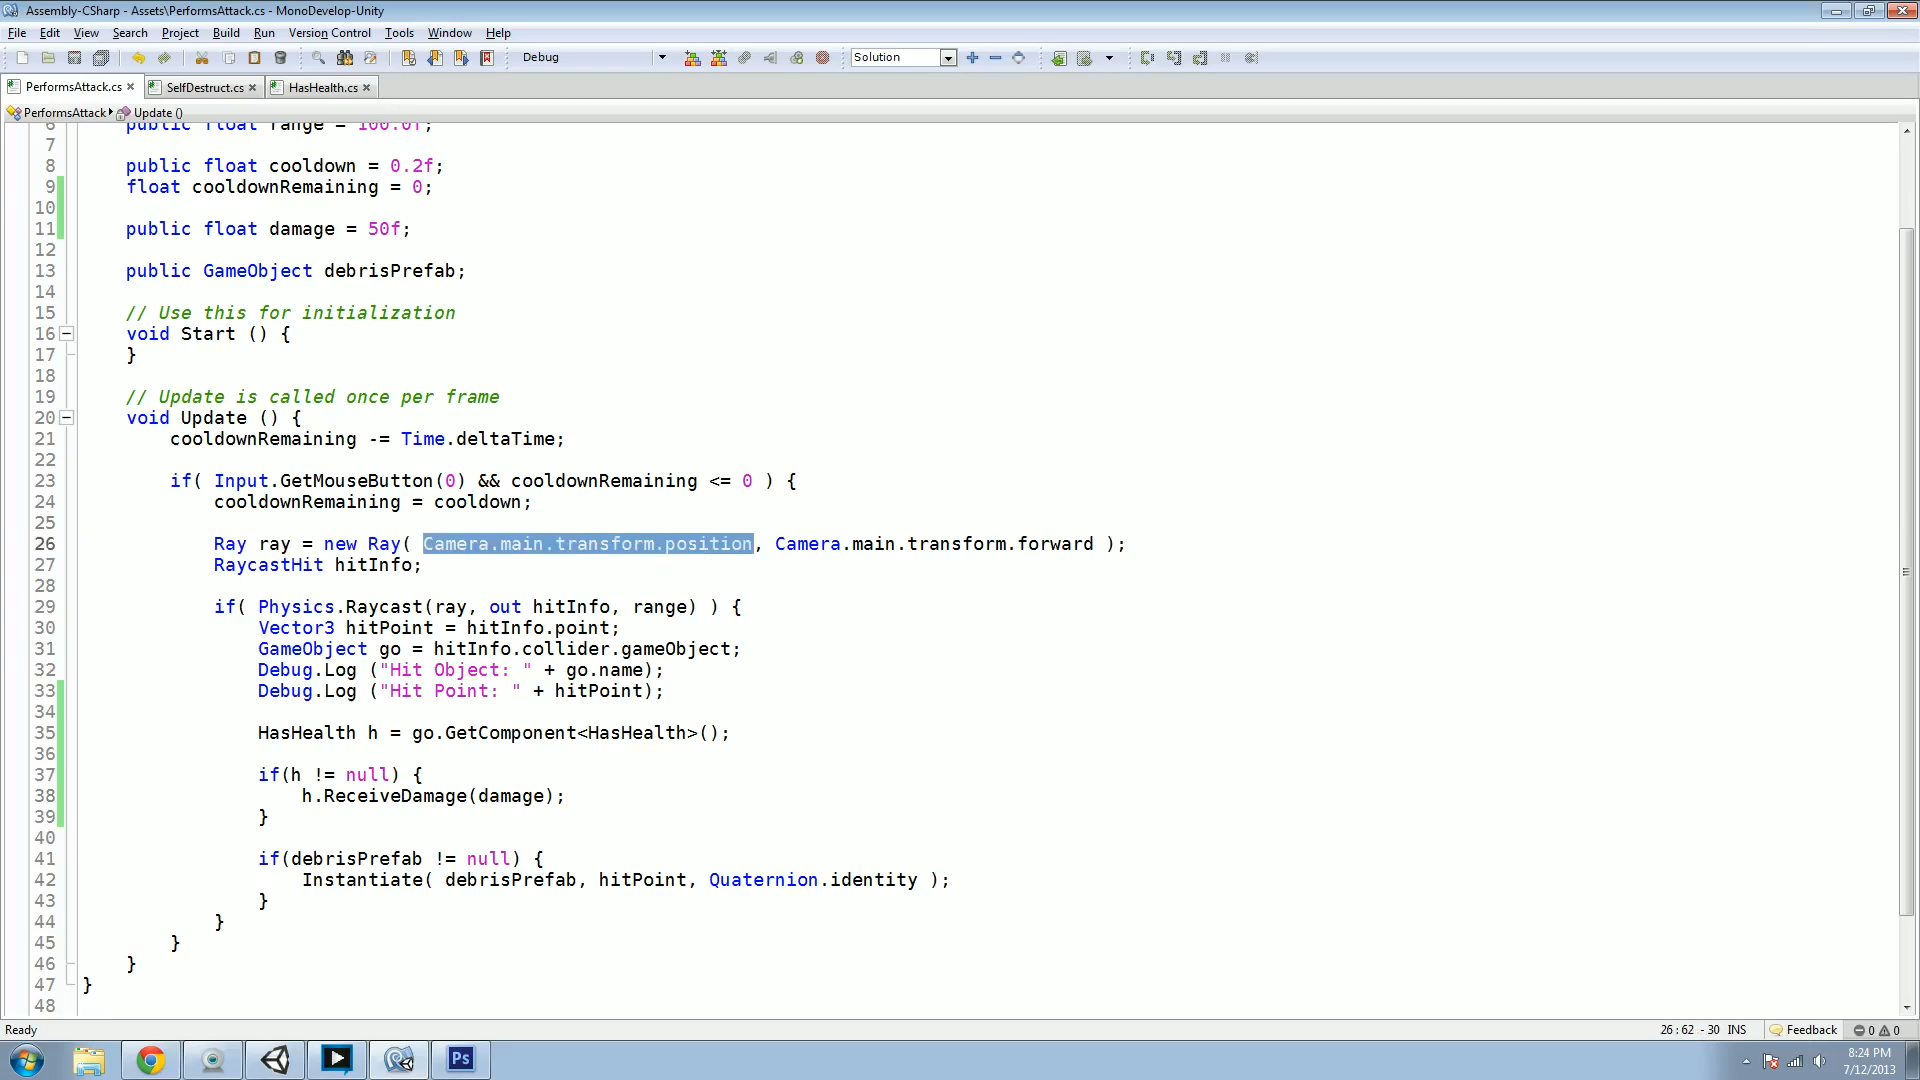 Assembly-CSharp - Assets\PerformsAttack.cs - MonoDevelop-Unity
File Edit View Search Project Build Run Version Control Tools Window Help
Debug Solution
PerformsAttack.cs SelfDestruct.cs HasHealth.cs
PerformsAttack Update ()
6 public float range = 100.0f;
7
8 public float cooldown = 0.2f;
9 float cooldownRemaining = 0;
10
11 public float damage = 50f;
12
13 public GameObject debrisPrefab;
14
15 // Use this for initialization
16 void Start () {
17 }
18
19 // Update is called once per frame
20 void Update () {
21 cooldownRemaining -= Time.deltaTime;
22
23 if( Input.GetMouseButton(0) && cooldownRemaining <= 0 ) {
24 cooldownRemaining = cooldown;
25
26 Ray ray = new Ray( Camera.main.transform.position, Camera.main.transform.forward );
27 RaycastHit hitInfo;
28
29 if( Physics.Raycast(ray, out hitInfo, range) ) {
30 Vector3 hitPoint = hitInfo.point;
31 GameObject go = hitInfo.collider.gameObject;
32 Debug.Log ("Hit Object: " + go.name);
33 Debug.Log ("Hit Point: " + hitPoint);
34
35 HasHealth h = go.GetComponent<HasHealth>();
36
37 if(h != null) {
38 h.ReceiveDamage(damage);
39 }
40
41 if(debrisPrefab != null) {
42 Instantiate( debrisPrefab, hitPoint, Quaternion.identity );
43 }
44 }
45 }
46 }
47 }
48
Ready 26 : 62 - 30 INS Feedback 0 0
Ps 8:24 PM
7/12/2013